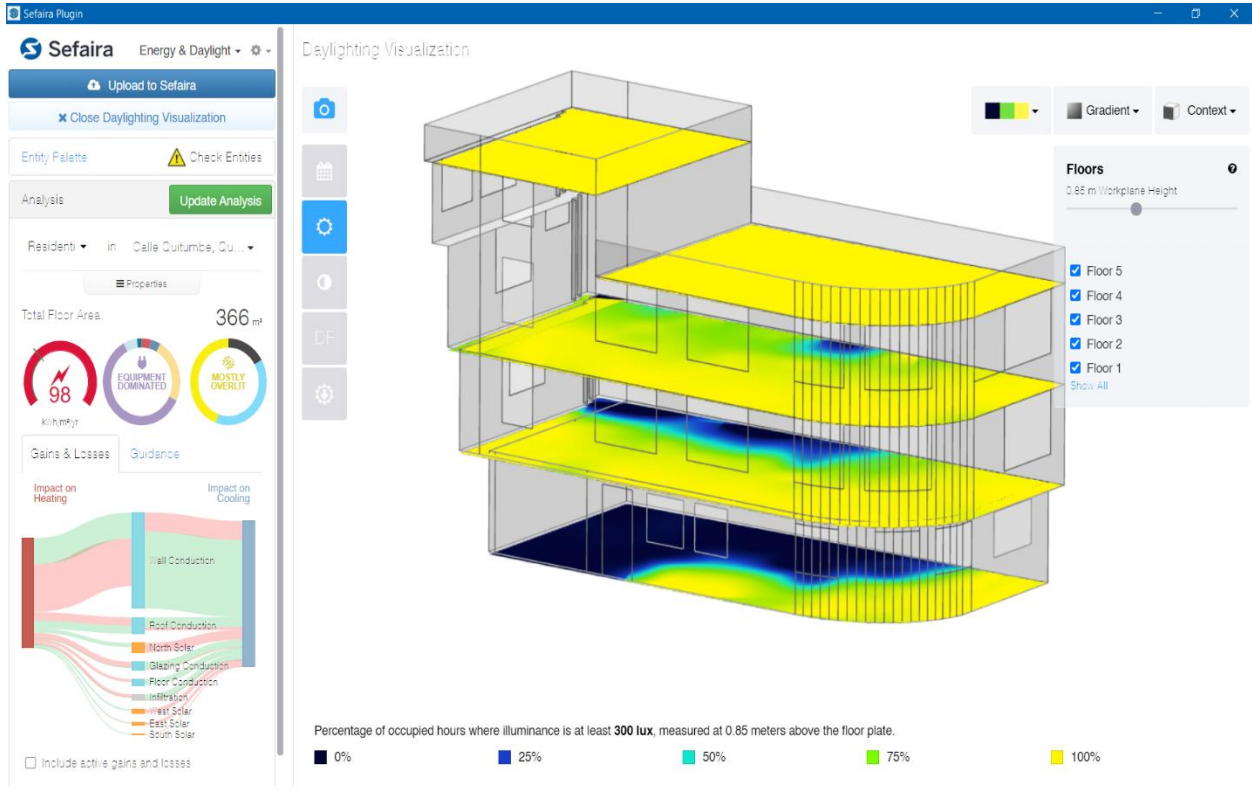 Sefaira Plugin
Sefaira Energy & Daylight
Upload to Sefaira
Close Daylighting Visualization
Entity Palette Check Entities
Analysis Update Analysis
Residenti in Calle Quitumbe, Qu...
Properties
Total Floor Area 366 m²
98
kWh/m²/yr
EQUIPMENT
DOMINATED
MOSTLY
OVERLIT
Gains & Losses Guidance
Impact on
Heating
Impact on
Cooling
Wall Conduction
Roof Conduction
North Solar
Glazing Conduction
Floor Conduction
Infiltration
West Solar
East Solar
South Solar
Include active gains and losses
Daylighting Visualization
DF
Gradient
Context
Floors
0.85 m Workplane Height
Floor 5
Floor 4
Floor 3
Floor 2
Floor 1
Show All
Percentage of occupied hours where illuminance is at least 300 lux, measured at 0.85 meters above the floor plate.
0% 25% 50% 75% 100%